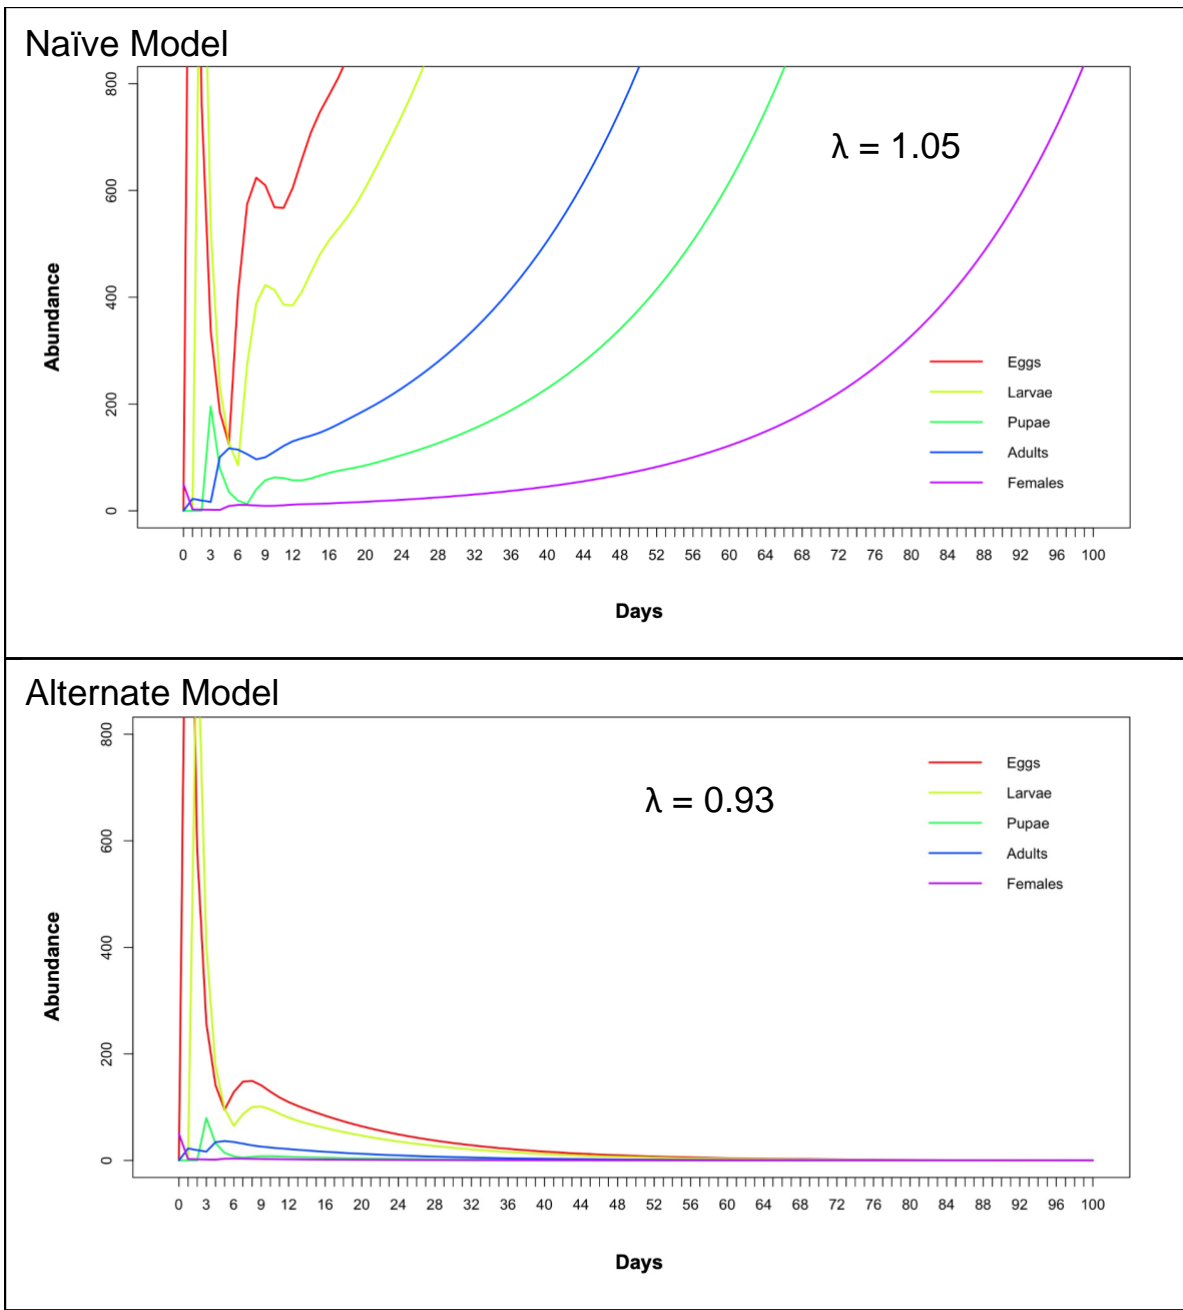 Naïve Model
800
600
400
200
0
Abundance
λ = 1.05
Eggs
Larvae
Pupae
Adults
Females
0 3 6 9 12 16 20 24 28 32 36 40 44 48 52 56 60 64 68 72 76 80 84 88 92 96 100
Days
Alternate Model
800
600
400
200
0
Abundance
λ = 0.93
Eggs
Larvae
Pupae
Adults
Females
0 3 6 9 12 16 20 24 28 32 36 40 44 48 52 56 60 64 68 72 76 80 84 88 92 96 100
Days